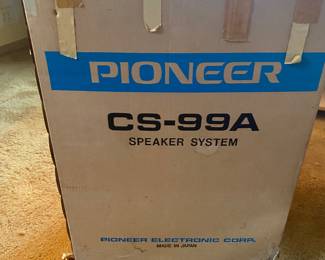 PIONEER
CS-99A
SPEAKER SYSTEM
PIONEER ELECTRONIC CORP.
MADE IN JAPAN